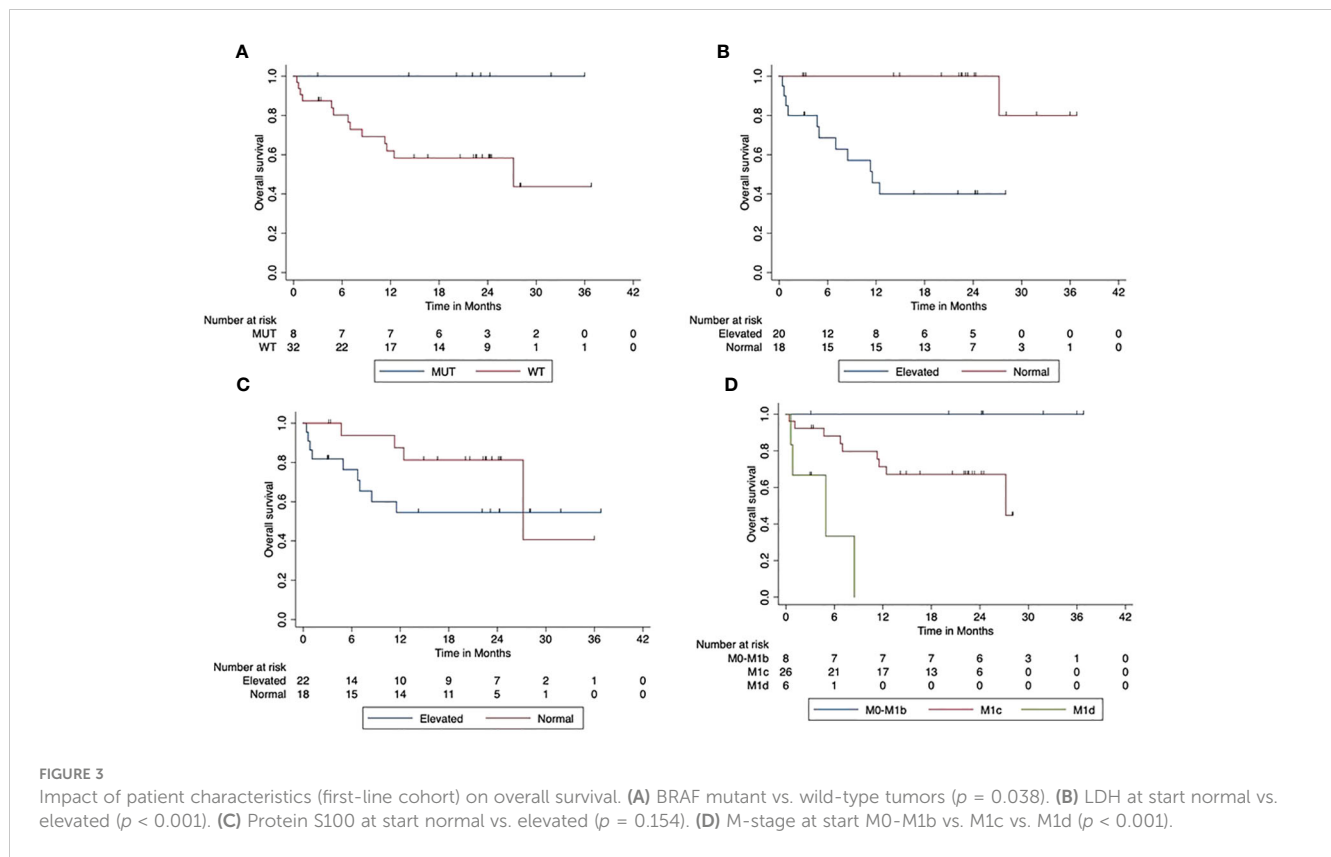 A
Overall survival
1.0
0.8
0.6
0.4
0.2
0.0
0 6 12 18 24 30 36 42
Time in Months
Number at risk
MUT 8 7 7 6 3 2 0 0
WT 32 22 17 14 9 1 1 0
MUT WT
B
Overall survival
1.0
0.8
0.6
0.4
0.2
0.0
0 6 12 18 24 30 36 42
Time in Months
Number at risk
Elevated 20 12 8 6 5 0 0 0
Normal 18 15 15 13 7 3 1 0
Elevated Normal
C
Overall survival
1.0
0.8
0.6
0.4
0.2
0.0
0 6 12 18 24 30 36 42
Time in Months
Number at risk
Elevated 22 14 10 9 7 2 1 0
Normal 18 15 14 11 5 1 0 0
Elevated Normal
D
Overall survival
1.0
0.8
0.6
0.4
0.2
0.0
0 6 12 18 24 30 36 42
Time in Months
Number at risk
M0-M1b 8 7 7 7 6 3 1 0
M1c 26 21 17 13 6 0 0 0
M1d 6 1 0 0 0 0 0 0
M0-M1b M1c M1d
FIGURE 3
Impact of patient characteristics (first-line cohort) on overall survival. (A) BRAF mutant vs. wild-type tumors (p = 0.038). (B) LDH at start normal vs.
elevated (p < 0.001). (C) Protein S100 at start normal vs. elevated (p = 0.154). (D) M-stage at start M0-M1b vs. M1c vs. M1d (p < 0.001).